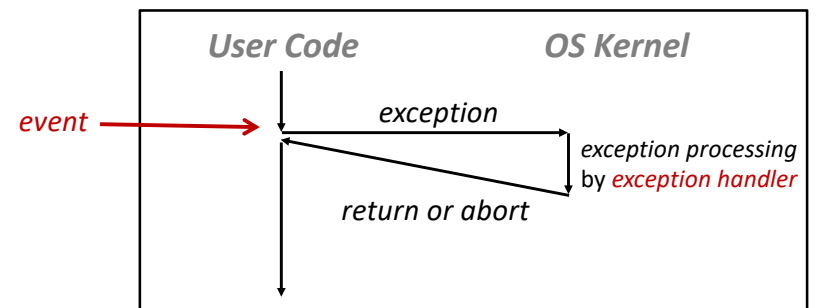 User Code
OS Kernel
event
exception
exception processing
by exception handler
return or abort